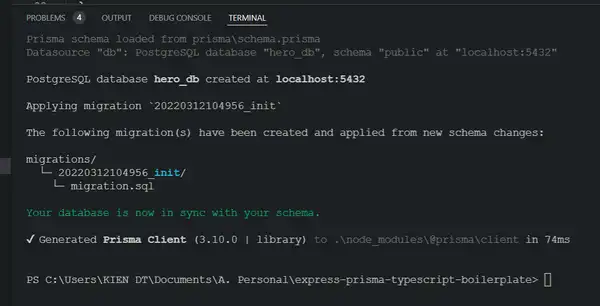 PROBLEMS 4 OUTPUT DEBUG CONSOLE TERMINAL
Prisma schema loaded from prisma\schema.prisma
Datasource "db": PostgreSQL database "hero_db", schema "public" at "localhost:5432"
PostgreSQL database hero_db created at localhost:5432
Applying migration `20220312104956_init`
The following migration(s) have been created and applied from new schema changes:
migrations/
└─ 20220312104956_init/
└─ migration.sql
Your database is now in sync with your schema.
✔ Generated Prisma Client (3.10.0 | library) to .\node_modules\@prisma\client in 74ms
PS C:\Users\KIEN DT\Documents\A. Personal\express-prisma-typescript-boilerplate>